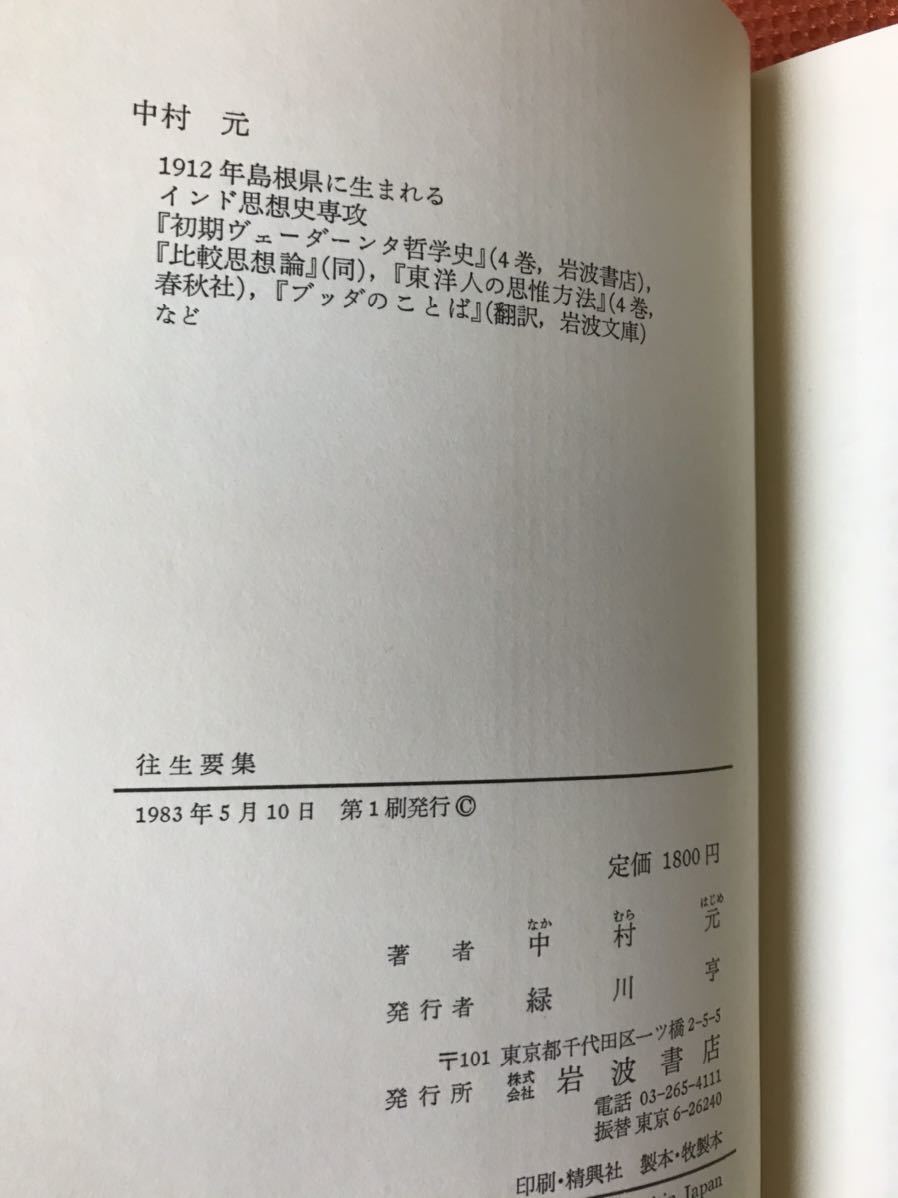 中村 元
1912年島根県に生まれる
インド思想史専攻
『初期ヴェーダーンタ哲学史』(4巻, 岩波書店),
『比較思想論』(同), 『東洋人の思惟方法』(4巻,
春秋社), 『ブッダのことば』(翻訳, 岩波文庫)
など
往生要集
1983年5月10日 第1刷発行©
定価 1800円
なか むら はじめ
著者 中村元
発行者 緑川亨
〒101 東京都千代田区一ツ橋2-5-5
発行所 株式会社 岩波書店
電話 03-265-4111
振替 東京6-26240
印刷・精興社 製本・牧製本
in Japan